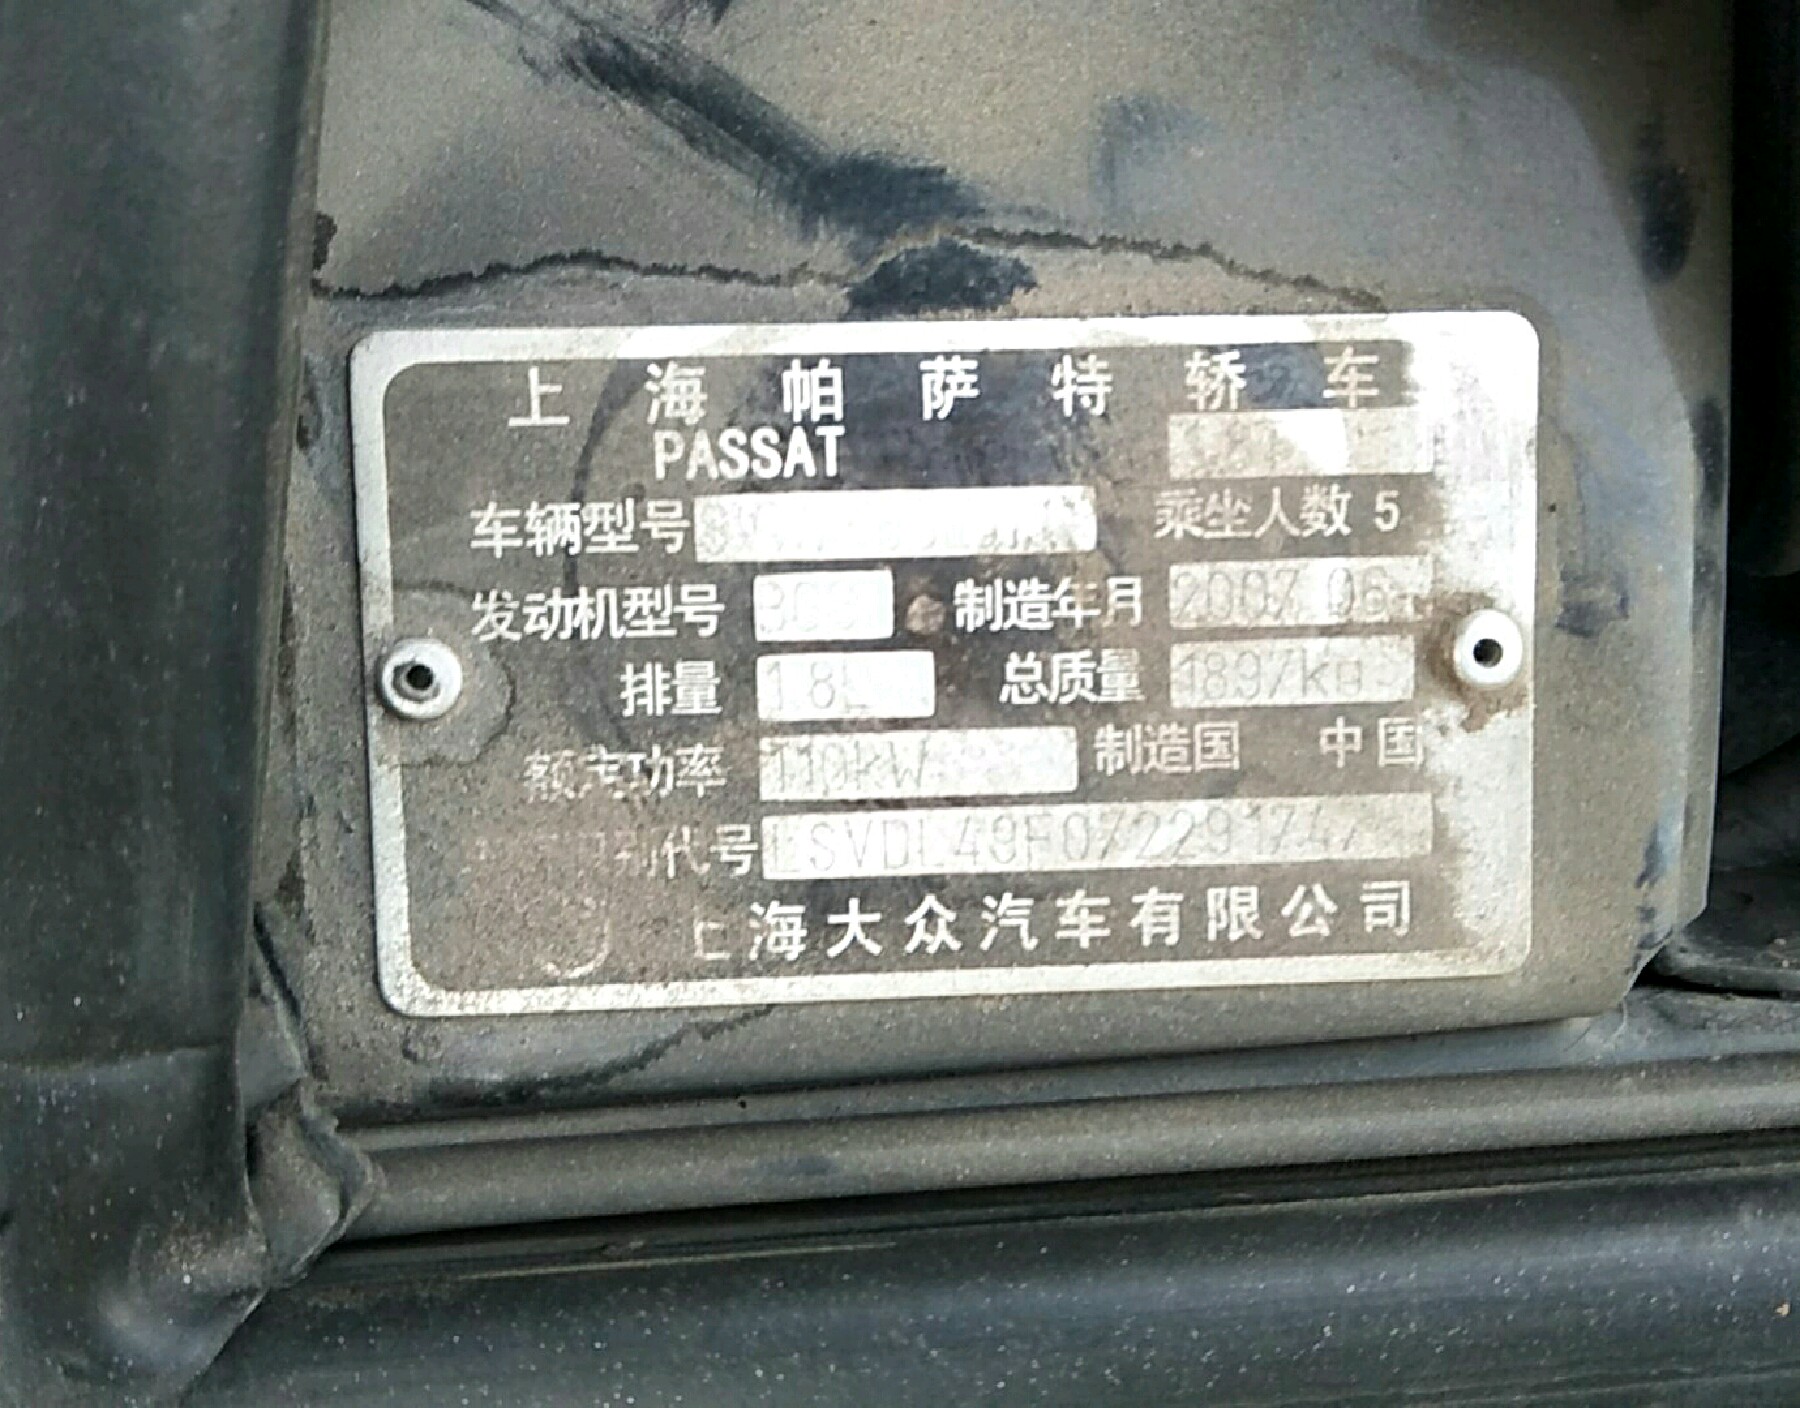 上海帕萨特轿车
PASSAT
车辆型号 乘坐人数 5
发动机型号 制造年月 2007 06
排量 1.8L 总质量 1897kg
额定功率 110kW 制造国 中国
代号 LSVDL49F072291747
上海大众汽车有限公司